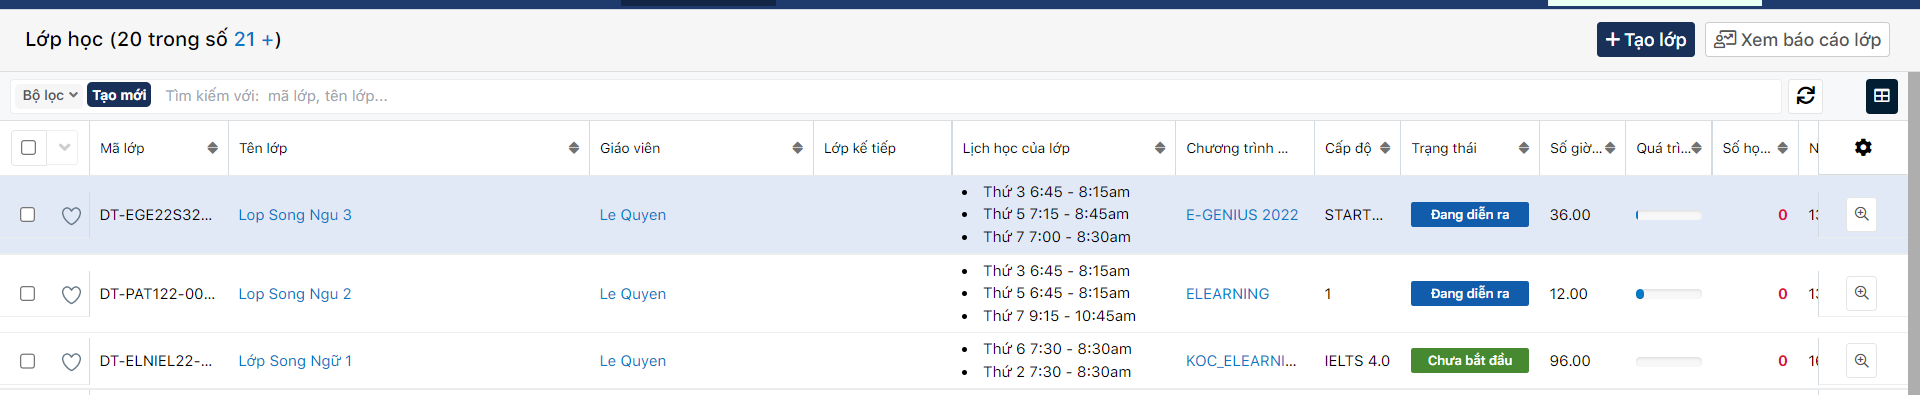 Lớp học (20 trong số 21 +)
Tạo lớp
Xem báo cáo lớp
Bộ lọc
Tạo mới
Tìm kiếm với: mã lớp, tên lớp...
Mã lớp
Tên lớp
Giáo viên
Lớp kế tiếp
Lịch học của lớp
Chương trình ...
Cấp độ
Trạng thái
Số giờ...
Quá trì...
Số họ...
N
DT-EGE22S32...
Lop Song Ngu 3
Le Quyen
Thứ 3 6:45 - 8:15am
Thứ 5 7:15 - 8:45am
Thứ 7 7:00 - 8:30am
E-GENIUS 2022
START...
Đang diễn ra
36.00
0
DT-PAT122-00...
Lop Song Ngu 2
Le Quyen
Thứ 3 6:45 - 8:15am
Thứ 5 6:45 - 8:15am
Thứ 7 9:15 - 10:45am
ELEARNING
1
Đang diễn ra
12.00
0
DT-ELNIEL22-...
Lớp Song Ngữ 1
Le Quyen
Thứ 6 7:30 - 8:30am
Thứ 2 7:30 - 8:30am
KOC_ELEARNI...
IELTS 4.0
Chưa bắt đầu
96.00
0